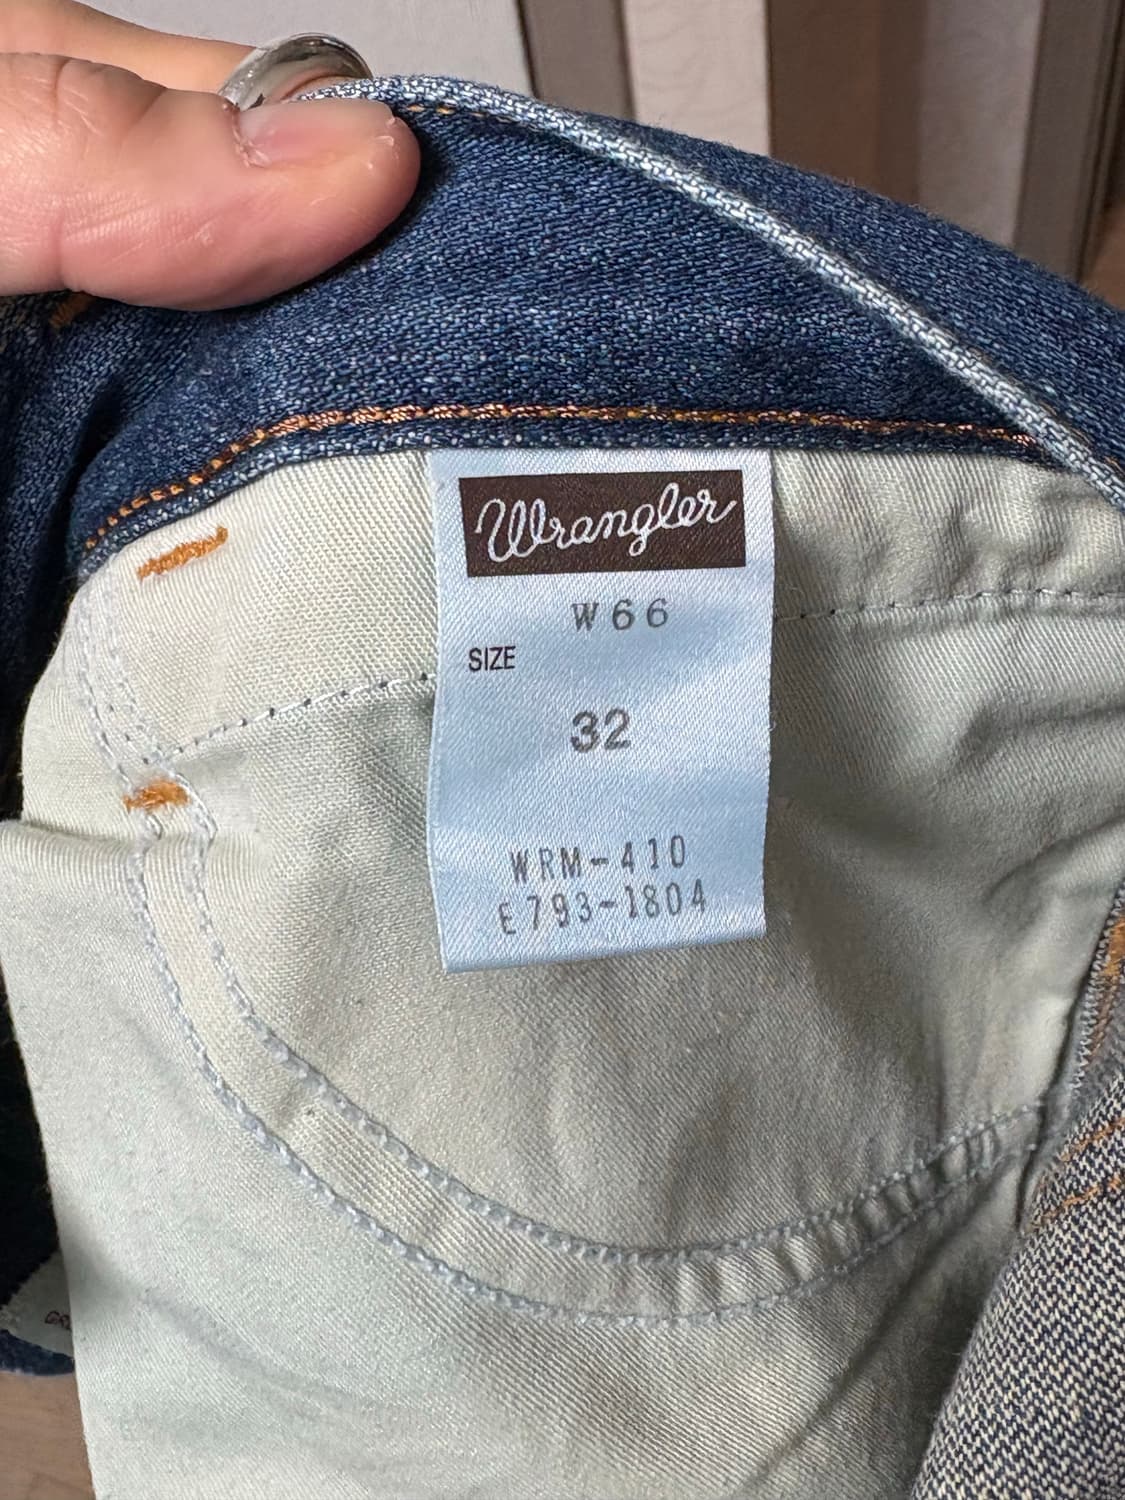 Wrangler
W66
SIZE
32
WRM-410
E793-1804